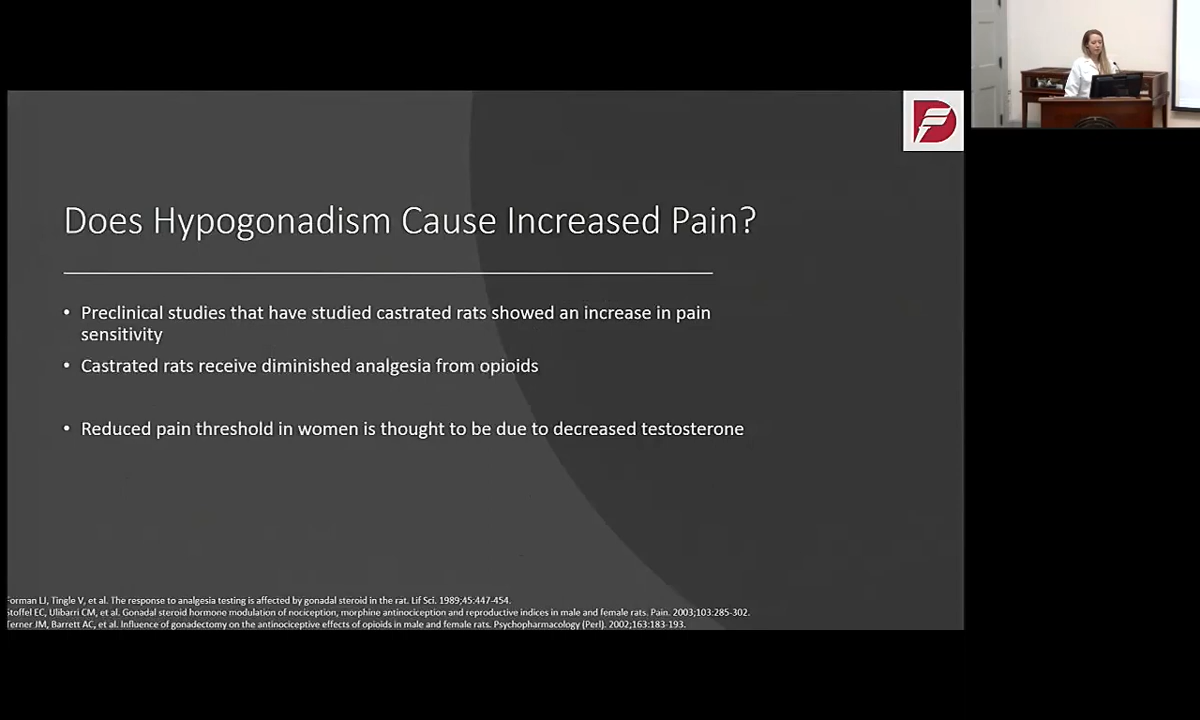 Does Hypogonadism Cause Increased Pain?
• Preclinical studies that have studied castrated rats showed an increase in pain
sensitivity
• Castrated rats receive diminished analgesia from opioids
• Reduced pain threshold in women is thought to be due to decreased testosterone
Forman LJ, Tingle V, et al. The response to analgesia testing is affected by gonadal steroid in the rat. Lif Sci. 1989;45:447-454.
Stoffel EC, Ulibarri CM, et al. Gonadal steroid hormone modulation of nociception, morphine antinociception and reproductive indices in male and female rats. Pain. 2003;103:285-302.
Terner JM, Barrett AC, et al. Influence of gonadectomy on the antinociceptive effects of opioids in male and female rats. Psychopharmacology (Perl). 2002;163:183-193.